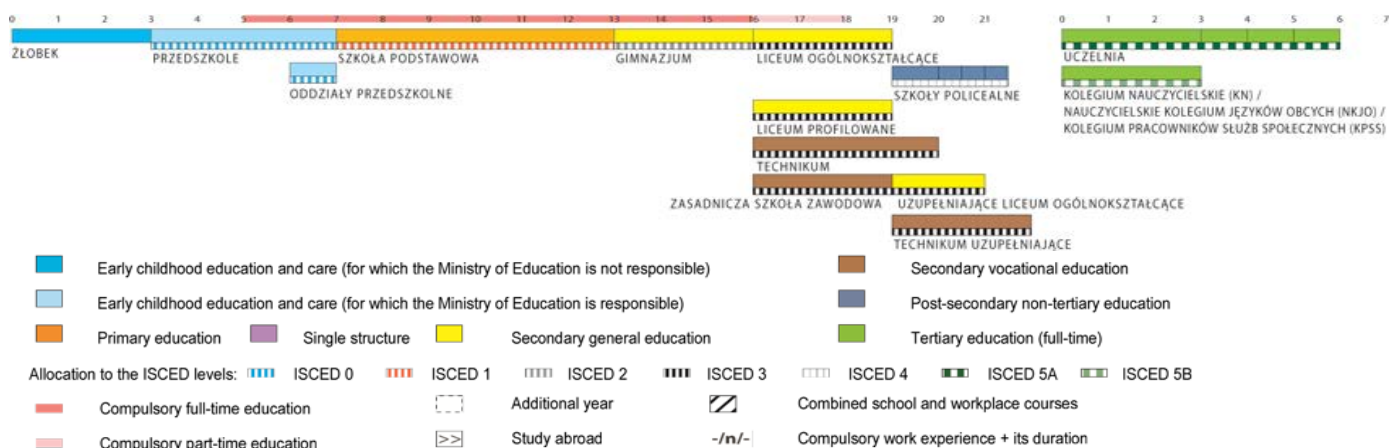 0 1 2 3 4 5 6 7 8 9 10 11 12 13 14 15 16 17 18 19 20 21 0 1 2 3 4 5 6 7
ŻŁOBEK PRZEDSZKOLE SZKOŁA PODSTAWOWA GIMNAZJUM LICEUM OGÓLNOKSZTAŁCĄCE UCZELNIA
ODDZIAŁY PRZEDSZKOLNE SZKOŁY POLICEALNE KOLEGIUM NAUCZYCIELSKIE (KN) /
NAUCZYCIELSKIE KOLEGIUM JĘZYKÓW OBCYCH (NKJO) /
LICEUM PROFILOWANE KOLEGIUM PRACOWNIKÓW SŁUŻB SPOŁECZNYCH (KPSS)
TECHNIKUM
ZASADNICZA SZKOŁA ZAWODOWA UZUPEŁNIAJĄCE LICEUM OGÓLNOKSZTAŁCĄCE
TECHNIKUM UZUPEŁNIAJĄCE
Early childhood education and care (for which the Ministry of Education is not responsible) Secondary vocational education
Early childhood education and care (for which the Ministry of Education is responsible) Post-secondary non-tertiary education
Primary education Single structure Secondary general education Tertiary education (full-time)
Allocation to the ISCED levels: ISCED 0 ISCED 1 ISCED 2 ISCED 3 ISCED 4 ISCED 5A ISCED 5B
Compulsory full-time education Additional year Combined school and workplace courses
Compulsory part-time education >> Study abroad -/n/- Compulsory work experience + its duration